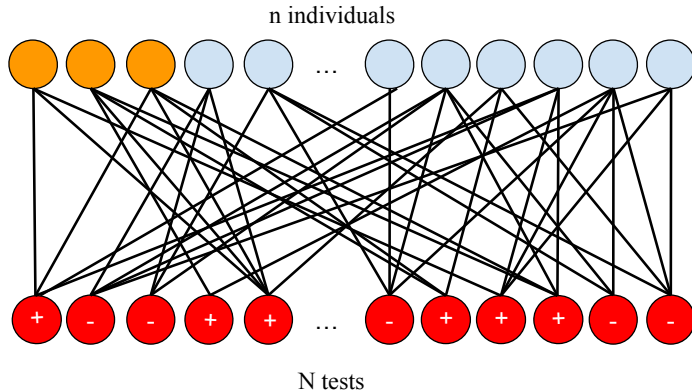 n individuals
...
+ - - + + ... - + + + - -
N tests